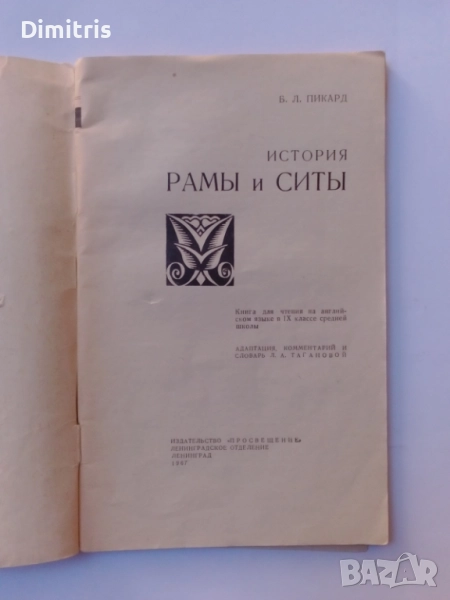 Dimitris
Б. Л. ПИКАРД
ИСТОРИЯ
РАМЫ и СИТЫ
Книга для чтения на англий-
ском языке в IX классе средней
школы
АДАПТАЦИЯ, КОММЕНТАРИЙ И
СЛОВАРЬ Л. А. ТАГАНОВОЙ
ИЗДАТЕЛЬСТВО «ПРОСВЕЩЕНИЕ»
ЛЕНИНГРАДСКОЕ ОТДЕЛЕНИЕ
ЛЕНИНГРАД
BAZAR